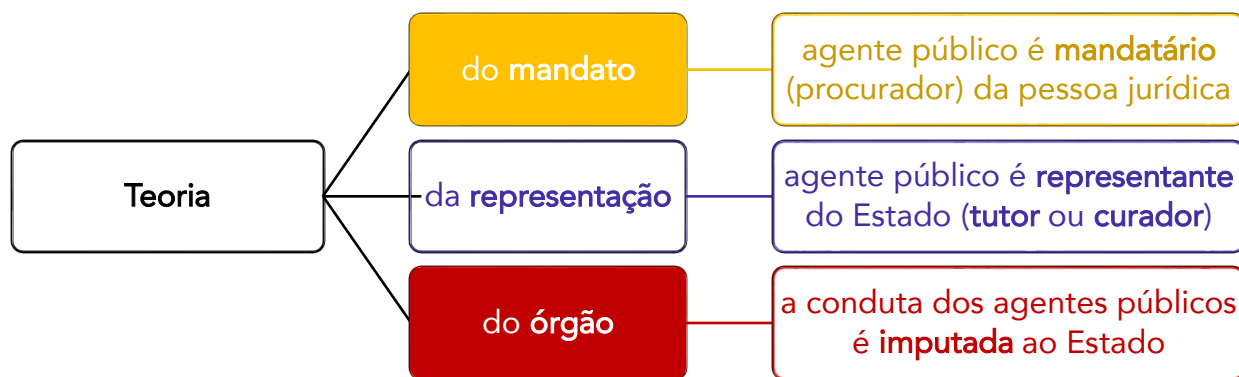 do mandato
agente público é mandatário
(procurador) da pessoa jurídica
Teoria
da representação
agente público é representante
do Estado (tutor ou curador)
do órgão
a conduta dos agentes públicos
é imputada ao Estado